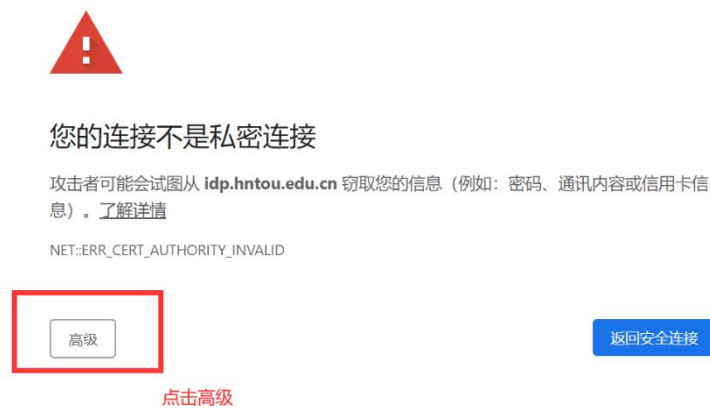 您的连接不是私密连接
攻击者可能会试图从 idp.hntou.edu.cn 窃取您的信息（例如：密码、通讯内容或信用卡信
息）。了解详情
NET::ERR_CERT_AUTHORITY_INVALID
高级
返回安全连接
点击高级